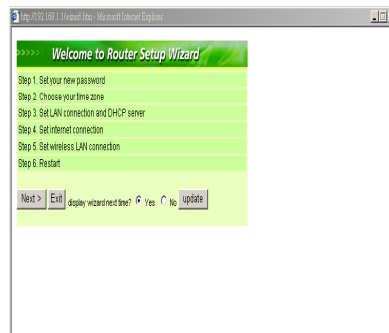 http://192.168.1.1/wizard.htm - Microsoft Internet Explorer
>>>>> Welcome to Router Setup Wizard
Step 1. Set your new password
Step 2. Choose your time zone
Step 3. Set LAN connection and DHCP server
Step 4. Set internet connection
Step 5. Set wireless LAN connection
Step 6. Restart
Next > Exit display wizard next time? Yes No update